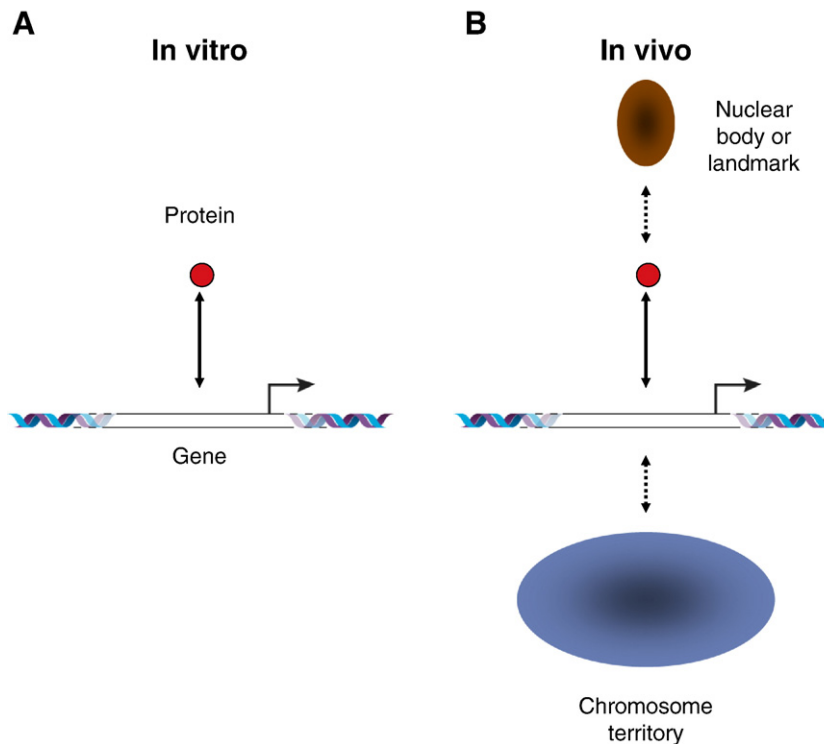 A
In vitro
Protein
Gene
B
In vivo
Nuclear
body or
landmark
Chromosome
territory